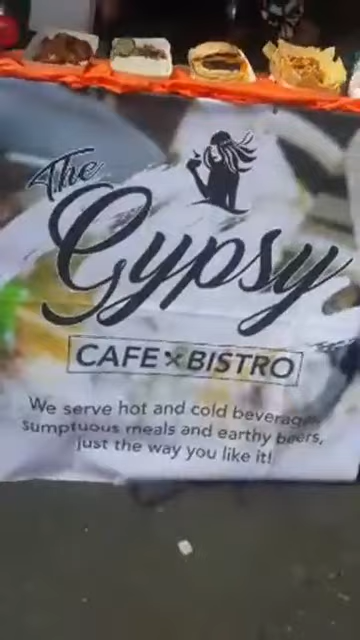 The
Gypsy
CAFE BISTRO
We serve hot and cold beverages
sumptuous meals and earthy beers,
just the way you like it!